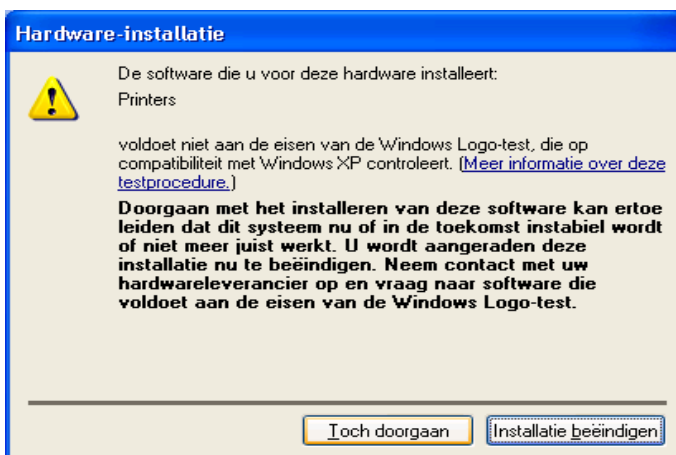 Hardware-installatie
De software die u voor deze hardware installeert:
Printers
voldoet niet aan de eisen van de Windows Logo-test, die op
compatibiliteit met Windows XP controleert. (Meer informatie over deze
testprocedure.)
Doorgaan met het installeren van deze software kan ertoe
leiden dat dit systeem nu of in de toekomst instabiel wordt
of niet meer juist werkt. U wordt aangeraden deze
installatie nu te beëindigen. Neem contact met uw
hardwareleverancier op en vraag naar software die
voldoet aan de eisen van de Windows Logo-test.
Toch doorgaan Installatie beëindigen